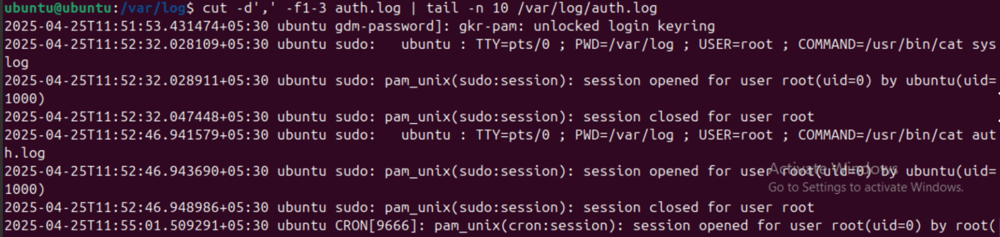 ubuntu@ubuntu:/var/log$ cut -d',' -f1-3 auth.log | tail -n 10 /var/log/auth.log
2025-04-25T11:51:53.431474+05:30 ubuntu gdm-password]: gkr-pam: unlocked login keyring
2025-04-25T11:52:32.028109+05:30 ubuntu sudo:   ubuntu : TTY=pts/0 ; PWD=/var/log ; USER=root ; COMMAND=/usr/bin/cat sys
log
2025-04-25T11:52:32.028911+05:30 ubuntu sudo: pam_unix(sudo:session): session opened for user root(uid=0) by ubuntu(uid=
1000)
2025-04-25T11:52:32.047448+05:30 ubuntu sudo: pam_unix(sudo:session): session closed for user root
2025-04-25T11:52:46.941579+05:30 ubuntu sudo:   ubuntu : TTY=pts/0 ; PWD=/var/log ; USER=root ; COMMAND=/usr/bin/cat aut
h.log
2025-04-25T11:52:46.943690+05:30 ubuntu sudo: pam_unix(sudo:session): session opened for user root(uid=0) by ubuntu(uid=
1000)
Activate Windows
Go to Settings to activate Windows.
2025-04-25T11:52:46.948986+05:30 ubuntu sudo: pam_unix(sudo:session): session closed for user root
2025-04-25T11:55:01.509291+05:30 ubuntu CRON[9666]: pam_unix(cron:session): session opened for user root(uid=0) by root(